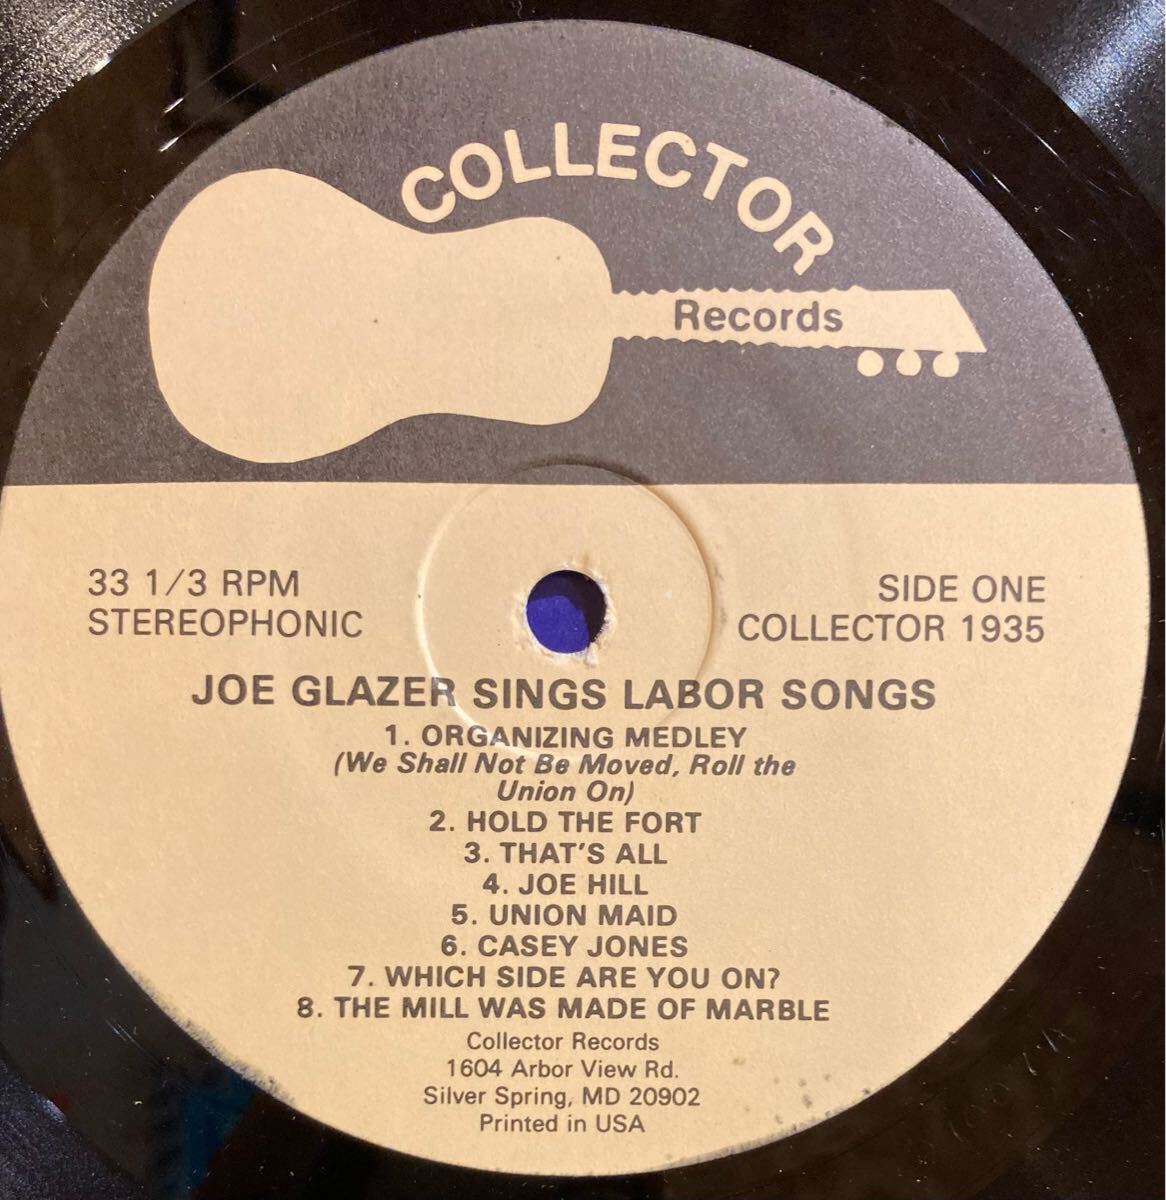 COLLECTOR
Records
33 1/3 RPM
STEREOPHONIC
SIDE ONE
COLLECTOR 1935
JOE GLAZER SINGS LABOR SONGS
1. ORGANIZING MEDLEY
(We Shall Not Be Moved, Roll the
Union On)
2. HOLD THE FORT
3. THAT'S ALL
4. JOE HILL
5. UNION MAID
6. CASEY JONES
7. WHICH SIDE ARE YOU ON?
8. THE MILL WAS MADE OF MARBLE
Collector Records
1604 Arbor View Rd.
Silver Spring, MD 20902
Printed in USA